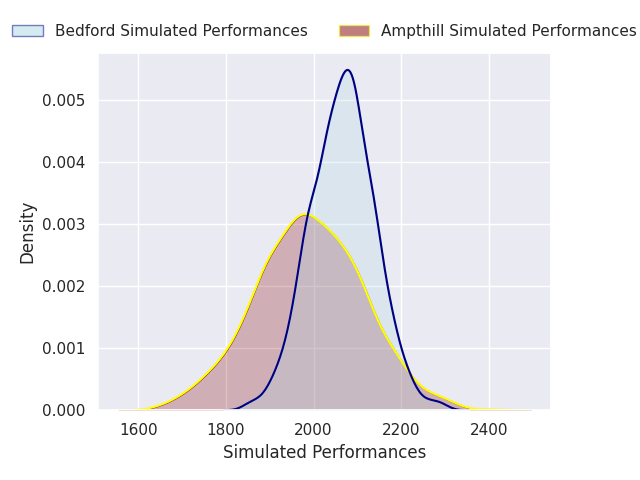 Bedford Simulated Performances
Ampthill Simulated Performances
0.005
0.004
0.003
0.002
0.001
0.000
1600
1800
2000
2200
2400
Density
Simulated Performances